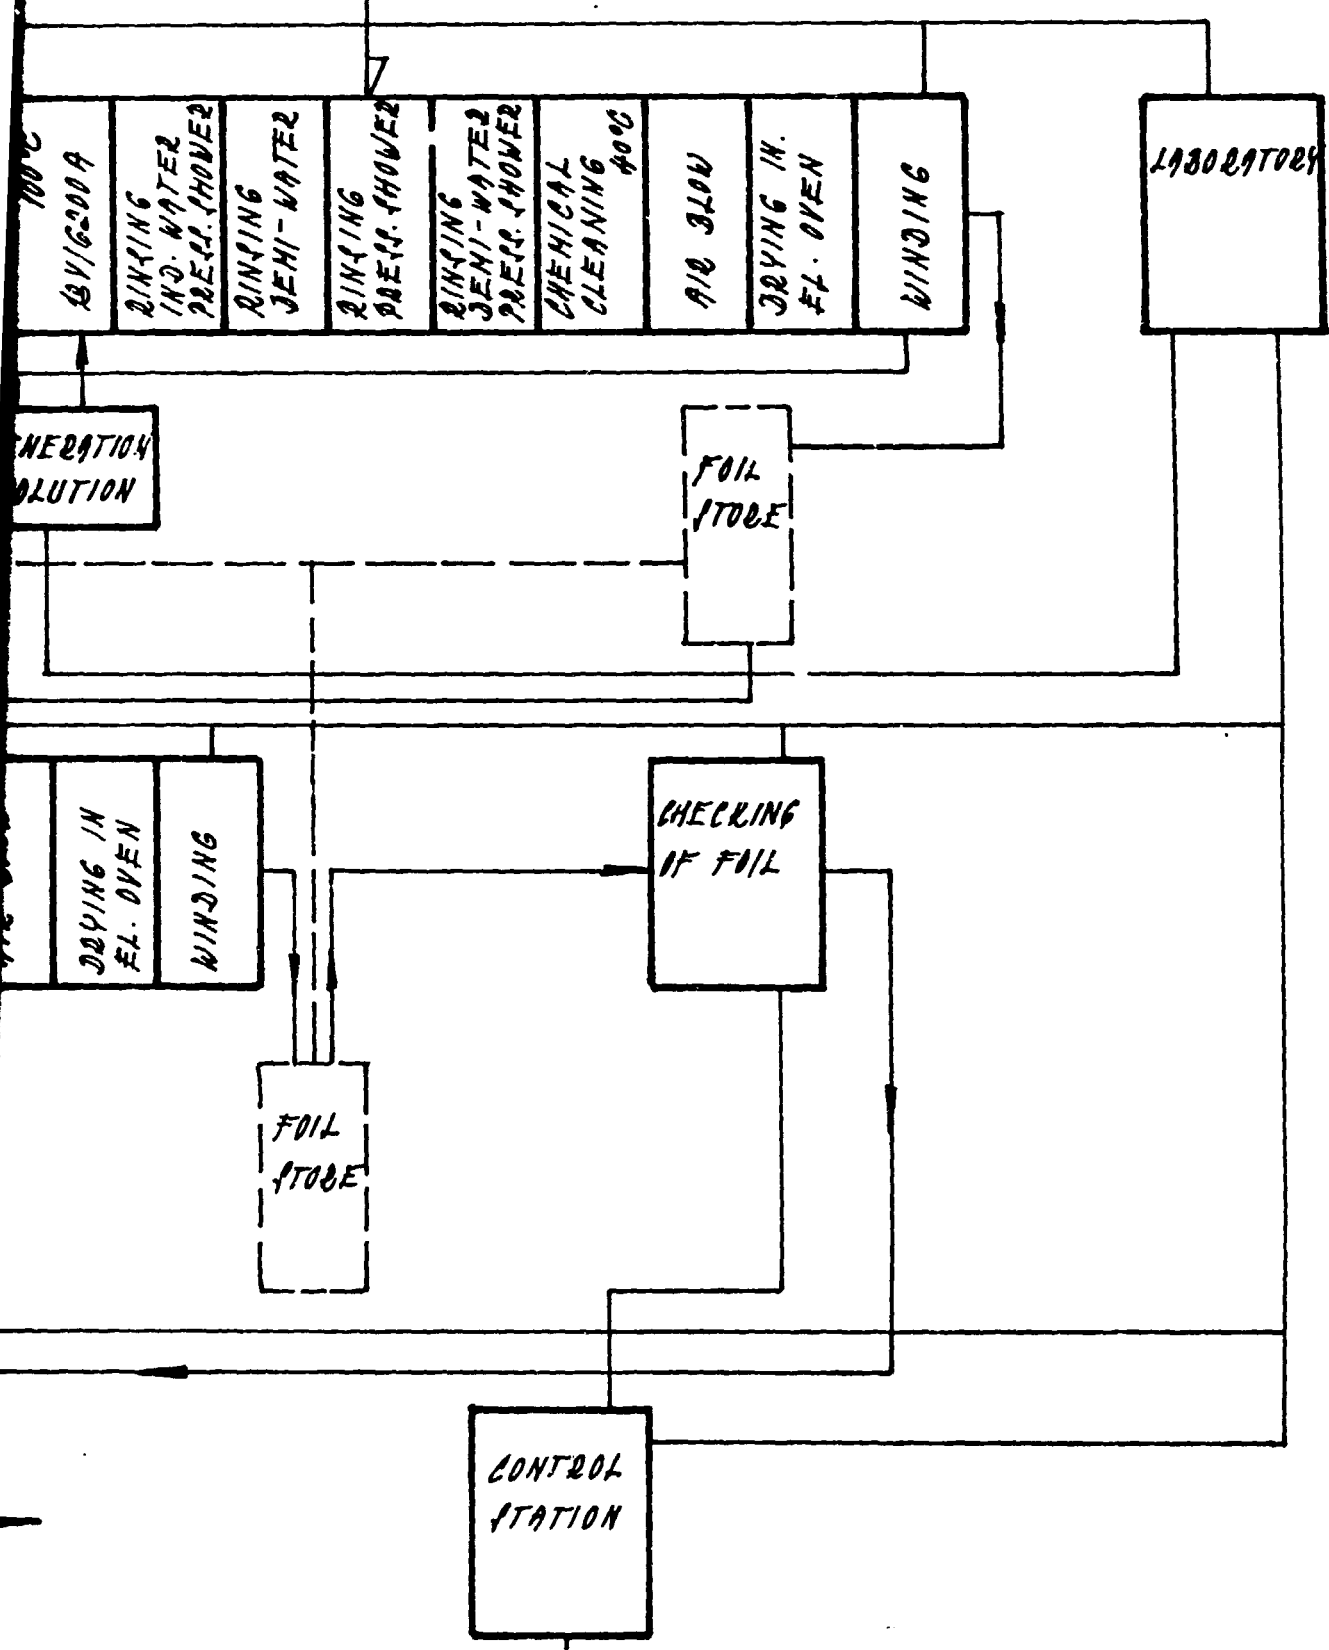 100°C
RINSING
IND. WATER
PRESS. SHOWER
RINSING
DEMI-WATER
RINSING
PRESS. SHOWER
RINSING
DEMI-WATER
PRESS. SHOWER
CHEMICAL
CLEANING
40°C
AIR BLOW
DRYING IN.
EL. OVEN
WINDING
LABORATORY
NERATION
OLUTION
FOIL
STORE
DRYING IN
EL. OVEN
WINDING
CHECKING
OF FOIL
FOIL
STORE
CONTROL
STATION